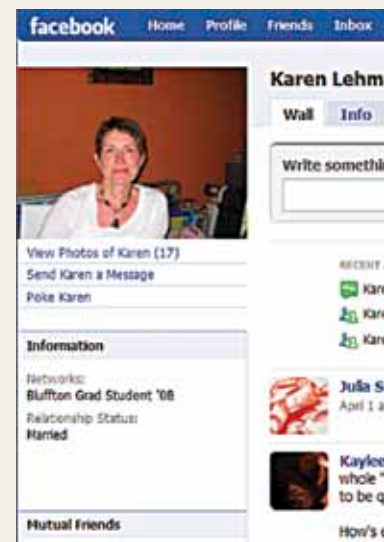 facebook Home Profile Friends Inbox
Karen Lehm
Wall Info
Write somethi
View Photos of Karen (17)
Send Karen a Message
Poke Karen
RECENT A
Kare
Kare
Kare
Information
Networks:
Bluffton Grad Student '08
Relationship Status:
Married
Julia S
April 1 a
Kaylee
whole "
to be q
How's e
Mutual Friends